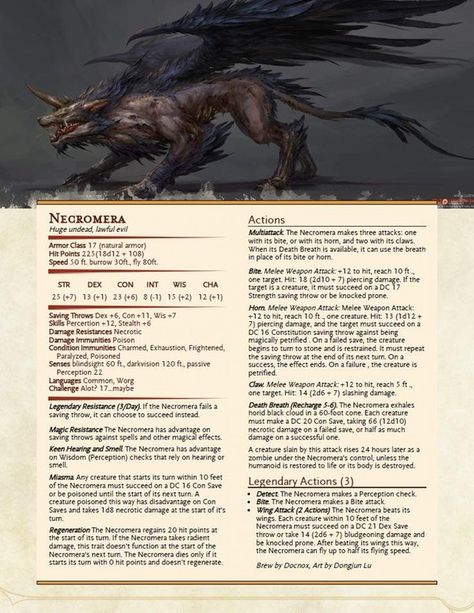 NECROMERA
Huge undead, lawful evil
Armor Class 17 (natural armor)
Hit Points 225(18d12 + 108)
Speed 50 ft. burrow 30ft., fly 80ft.
STR DEX CON INT WIS CHA
25 (+7) 13 (+1) 23 (+6) 8 (-1) 15 (+2) 12 (+1)
Saving Throws Dex +6, Con +11, Wis +7
Skills Perception +12, Stealth +6
Damage Resistances Necrotic
Damage Immunities Poison
Condition Immunities Charmed, Exhaustion, Frightened,
Paralyzed, Poisoned
Senses blindsight 60 ft., darkvision 120 ft., passive
Perception 22
Languages Common, Worg
Challenge Alot? 17...maybe
Legendary Resistance (3/Day). If the Necromera fails a
saving throw, it can choose to succeed instead.
Magic Resistance The Necromera has advantage on
saving throws against spells and other magical effects.
Keen Hearing and Smell. The Necromera has advantage
on Wisdom (Perception) checks that rely on hearing or
smell.
Miasma. Any creature that starts its turn within 10 feet
of the Necromera must succeed on a DC 16 Con Save
or be poisoned until the start of its next turn. A
creature poisoned this way has disadvantage on Con
Saves and takes 1d8 necrotic damage at the start of it's
turn.
Regeneration The Necromera regains 20 hit points at
the start of its turn. If the Necromera takes radiant
damage, this trait doesn't function at the start of the
Necromera's next turn. The Necromera dies only if it
starts its turn with 0 hit points and doesn't regenerate.
Actions
Multiattack. The Necromera makes three attacks: one
with its bite, or with its horn, and two with its claws.
When its Death Breath is available, it can use the breath
in place of its bite or horn.
Bite. Melee Weapon Attack: +12 to hit, reach 10 ft.,
one target. Hit: 18 (2d10 + 7) piercing damage. If the
target is a creature, it must succeed on a DC 17
Strength saving throw or be knocked prone.
Horn. Melee Weapon Attack: Melee Weapon Attack:
+12 to hit, reach 10 ft., one creature. Hit: 13 (1d12 +
7) piercing damage, and the target must succeed on a
DC 16 Constitution saving throw against being
magically petrified . On a failed save, the creature
begins to turn to stone and is restrained. It must repeat
the saving throw at the end of its next turn. On a
success, the effect ends. On a failure , the creature is
petrified.
Claw. Melee Weapon Attack: +12 to hit, reach 5 ft.,
one target. Hit: 14 (2d6 + 7) slashing damage.
Death Breath (Recharge 5-6). The Necromera exhales
horid black cloud in a 60-foot cone. Each creature
must make a DC 20 Con Save, taking 66 (12d10)
necrotic damage on a failed save, or half as much
damage on a successful one.
A creature slain by this attack rises 24 hours later as a
zombie under the Necromera's control, unless the
humanoid is restored to life or its body is destroyed.
Legendary Actions (3)
• Detect. The Necromera makes a Perception check.
• Bite. The Necromera makes a Bite attack.
• Wing Attack (2 Actions) The Necromera beats its
wings. Each creature within 10 feet of the
Necromera must succeed on a DC 21 Dex Save
throw or take 14 (2d6 + 7) bludgeoning damage and
be knocked prone. After beating its wings this way,
the Necromera can fly up to half its flying speed.
Brew by Docnox, Art by Dongjun Lu